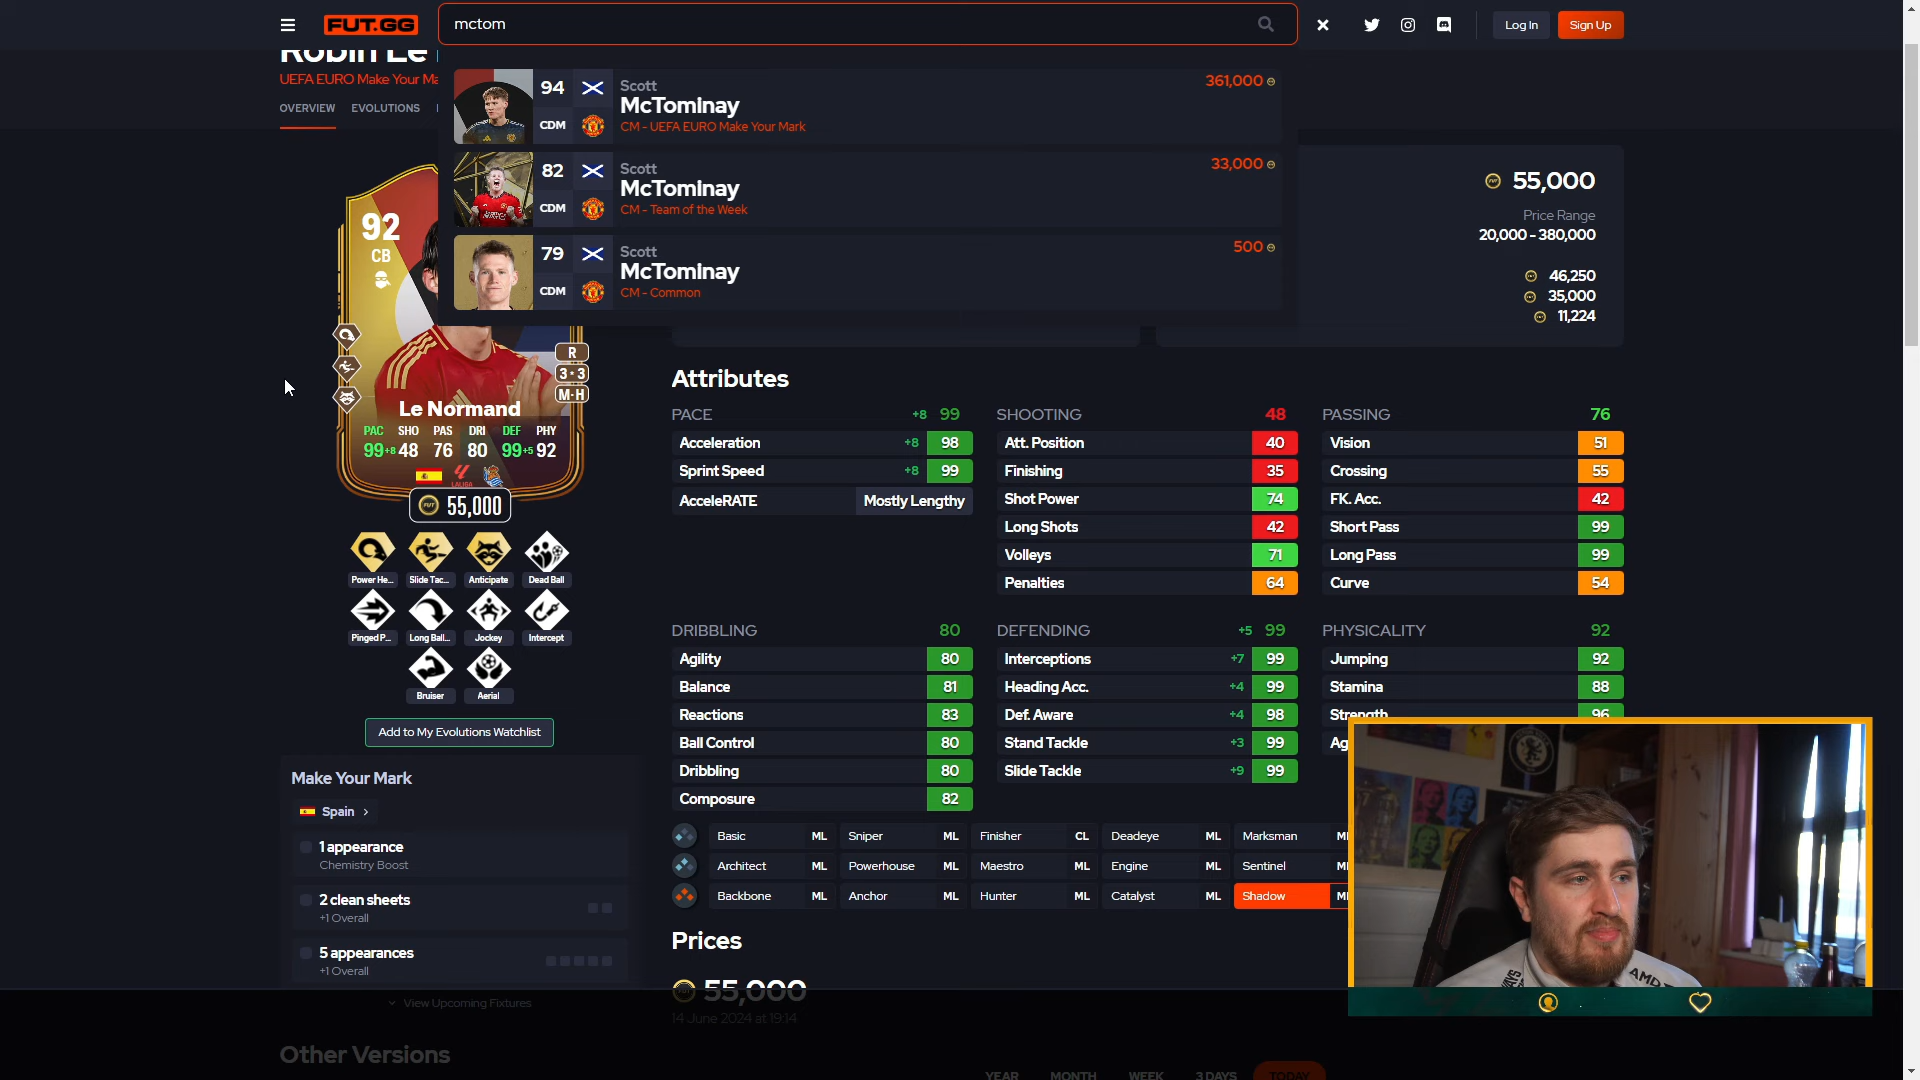 FUT.GG
mctom
Log In
Sign Up
Robin Le
UEFA EURO Make Your Ma
OVERVIEW
EVOLUTIONS
94
CDM
Scott
McTominay
CM - UEFA EURO Make Your Mark
361,000
82
CDM
Scott
McTominay
CM - Team of the Week
33,000
79
CDM
Scott
McTominay
CM - Common
500
55,000
Price Range
20,000 - 380,000
46,250
35,000
11,224
92
CB
R
3 • 3
M-H
Le Normand
PAC SHO PAS DRI DEF PHY
99+8 48 76 80 99+5 92
LALIGA
55,000
Power He... Slide Tac... Anticipate Dead Ball
Pinged P... Long Ball... Jockey Intercept
Bruiser Aerial
Add to My Evolutions Watchlist
Make Your Mark
Spain
1 appearance
Chemistry Boost
2 clean sheets
+1 Overall
5 appearances
+1 Overall
View Upcoming Fixtures
Other Versions
Attributes
PACE +8 99
Acceleration +8 98
Sprint Speed +8 99
AcceleRATE Mostly Lengthy
SHOOTING 48
Att. Position 40
Finishing 35
Shot Power 74
Long Shots 42
Volleys 71
Penalties 64
PASSING 76
Vision 51
Crossing 55
FK. Acc. 42
Short Pass 99
Long Pass 99
Curve 54
DRIBBLING 80
Agility 80
Balance 81
Reactions 83
Ball Control 80
Dribbling 80
Composure 82
DEFENDING +5 99
Interceptions +7 99
Heading Acc. +4 99
Def. Aware +4 98
Stand Tackle +3 99
Slide Tackle +9 99
PHYSICALITY 92
Jumping 92
Stamina 88
Strength 96
Ag
Basic ML Sniper ML Finisher CL Deadeye ML Marksman M
Architect ML Powerhouse ML Maestro ML Engine ML Sentinel M
Backbone ML Anchor ML Hunter ML Catalyst ML Shadow M
Prices
55,000
14 June 2024 at 19:14
YEAR MONTH WEEK 3 DAYS TODAY
AMD